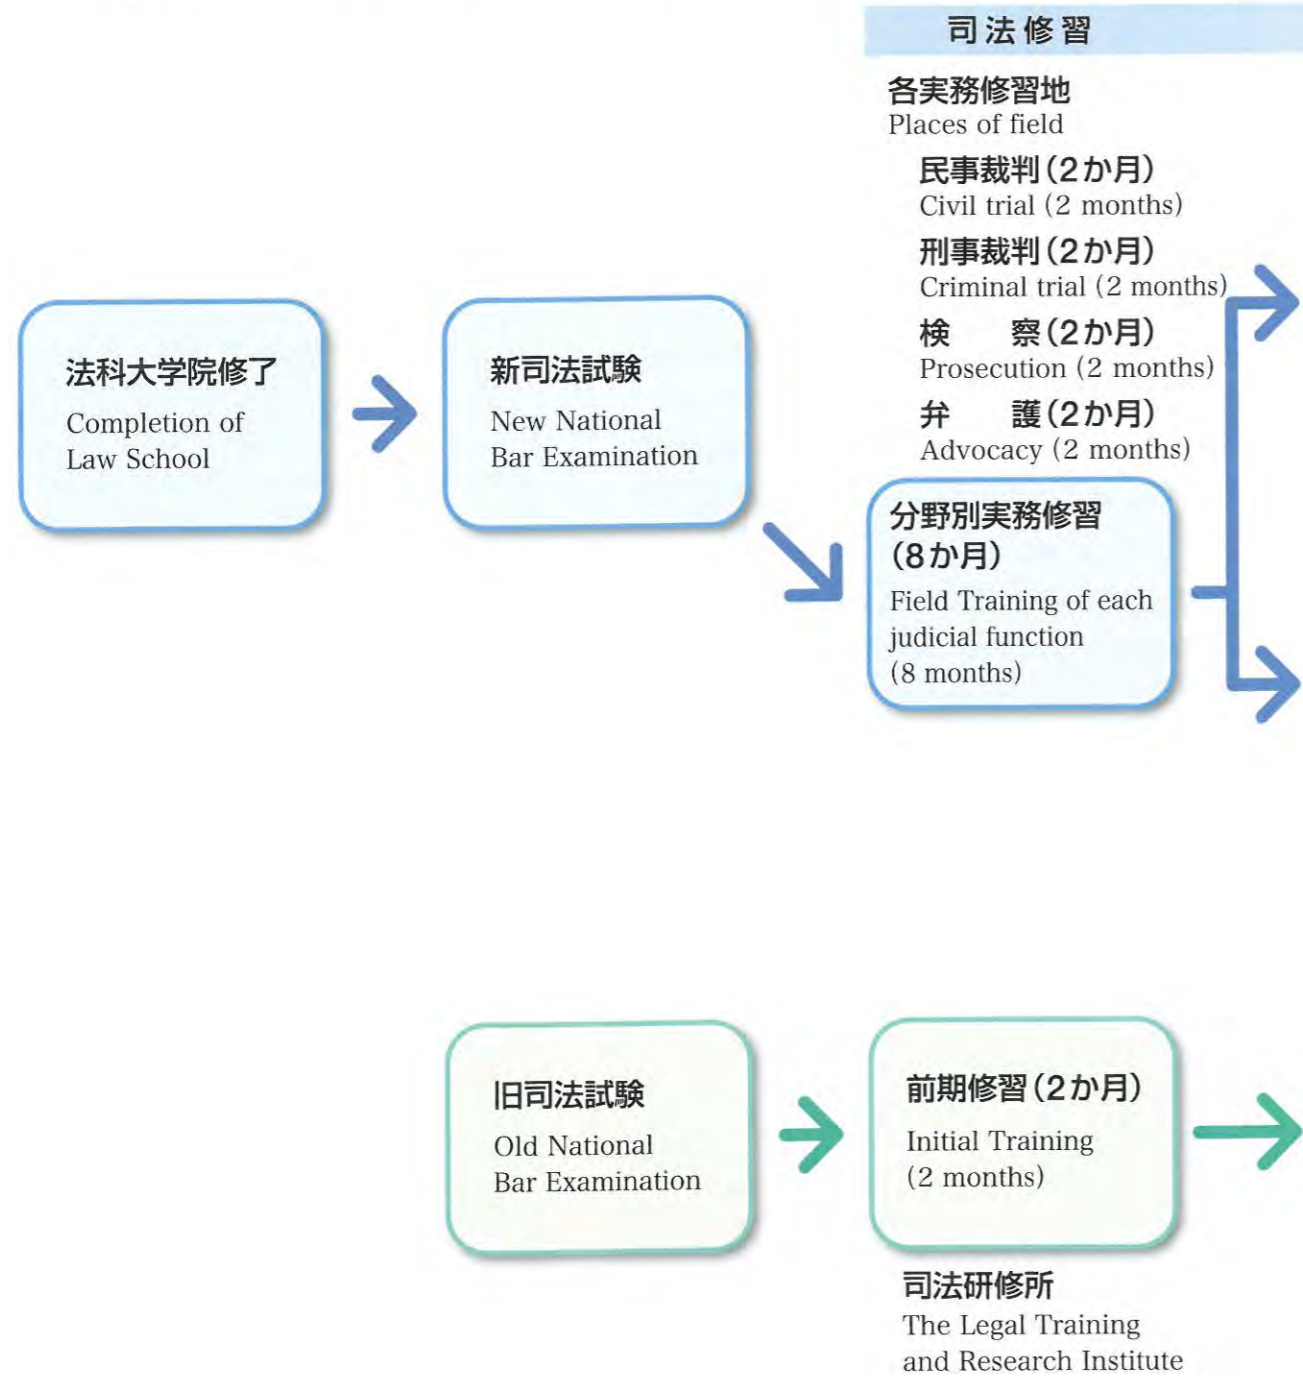 司法修習
各実務修習地
Places of field
民事裁判(2か月)
Civil trial (2 months)
刑事裁判(2か月)
Criminal trial (2 months)
検 察(2か月)
Prosecution (2 months)
弁 護(2か月)
Advocacy (2 months)
法科大学院修了
Completion of
Law School
新司法試験
New National
Bar Examination
分野別実務修習
(8か月)
Field Training of each
judicial function
(8 months)
旧司法試験
Old National
Bar Examination
前期修習(2か月)
Initial Training
(2 months)
司法研修所
The Legal Training
and Research Institute